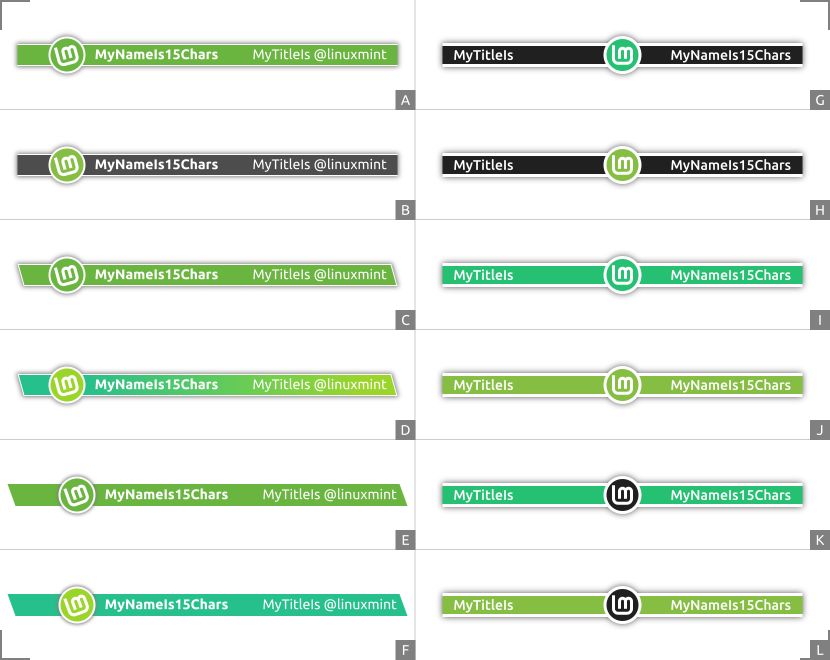 MyNameIs15Chars MyTitleIs @linuxmint
A
MyTitleIs MyNameIs15Chars
G
MyNameIs15Chars MyTitleIs @linuxmint
B
MyTitleIs MyNameIs15Chars
H
MyNameIs15Chars MyTitleIs @linuxmint
C
MyTitleIs MyNameIs15Chars
I
MyNameIs15Chars MyTitleIs @linuxmint
D
MyTitleIs MyNameIs15Chars
J
MyNameIs15Chars MyTitleIs @linuxmint
E
MyTitleIs MyNameIs15Chars
K
MyNameIs15Chars MyTitleIs @linuxmint
F
MyTitleIs MyNameIs15Chars
L